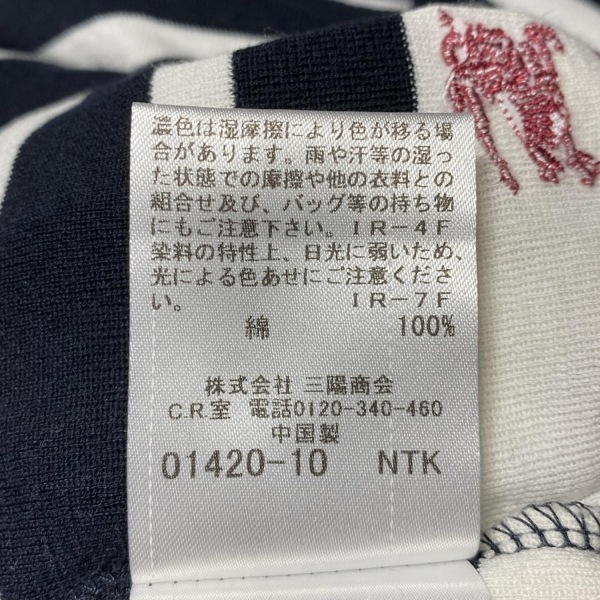 濃色は湿摩擦により色が移る場
合があります。雨や汗等の湿っ
た状態での摩擦や他の衣料との
組合せ及び、バッグ等の持ち物
にもご注意下さい。IR-4F
染料の特性上、日光に弱いため、
光による色あせにご注意くださ
い。 IR-7F
綿 100%
株式会社 三陽商会
C.R.室 電話0120-340-460
中国製
01420-10 NTK